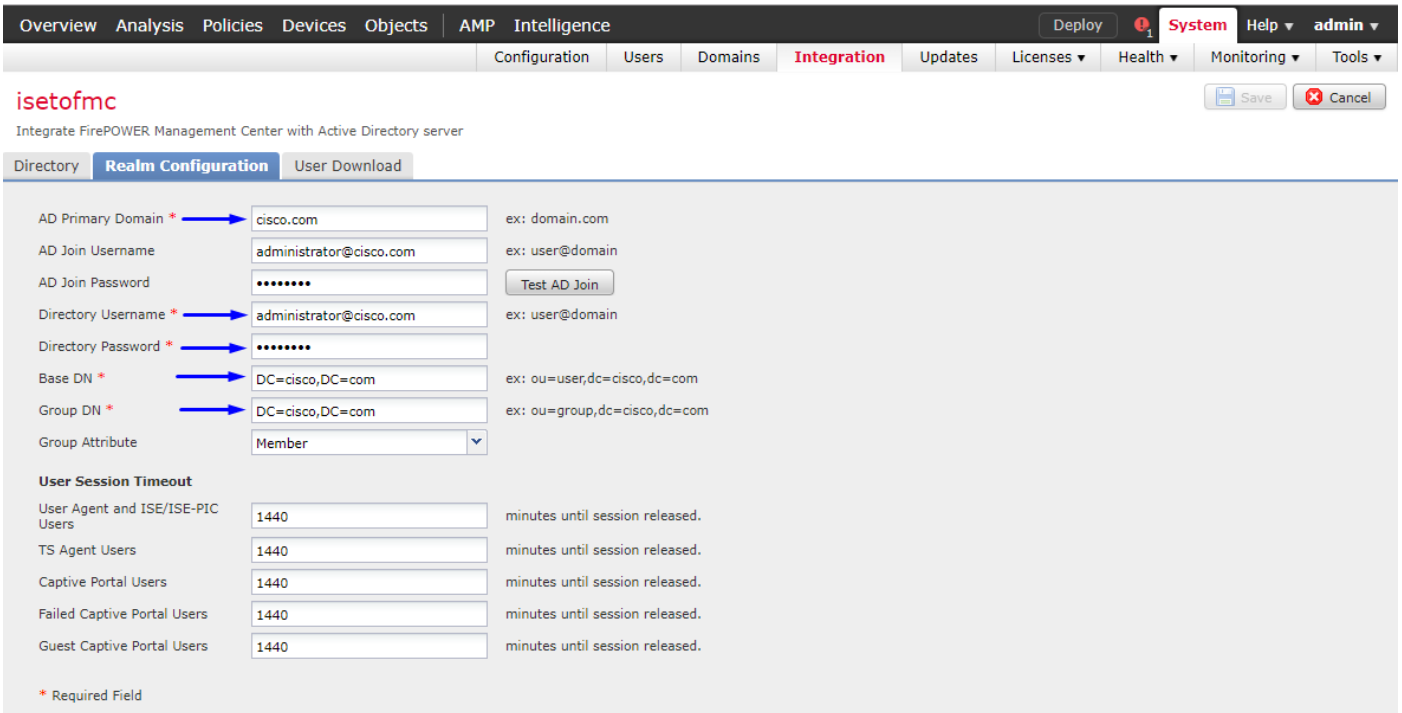 Overview Analysis Policies Devices Objects AMP Intelligence Deploy 1 System Help ▾ admin ▾
Configuration Users Domains Integration Updates Licenses ▾ Health ▾ Monitoring ▾ Tools ▾
isetofmc Save Cancel
Integrate FirePOWER Management Center with Active Directory server
Directory Realm Configuration User Download
AD Primary Domain * cisco.com ex: domain.com
AD Join Username administrator@cisco.com ex: user@domain
AD Join Password •••••••• Test AD Join
Directory Username * administrator@cisco.com ex: user@domain
Directory Password * ••••••••
Base DN * DC=cisco,DC=com ex: ou=user,dc=cisco,dc=com
Group DN * DC=cisco,DC=com ex: ou=group,dc=cisco,dc=com
Group Attribute Member
User Session Timeout
User Agent and ISE/ISE-PIC
Users 1440 minutes until session released.
TS Agent Users 1440 minutes until session released.
Captive Portal Users 1440 minutes until session released.
Failed Captive Portal Users 1440 minutes until session released.
Guest Captive Portal Users 1440 minutes until session released.
* Required Field